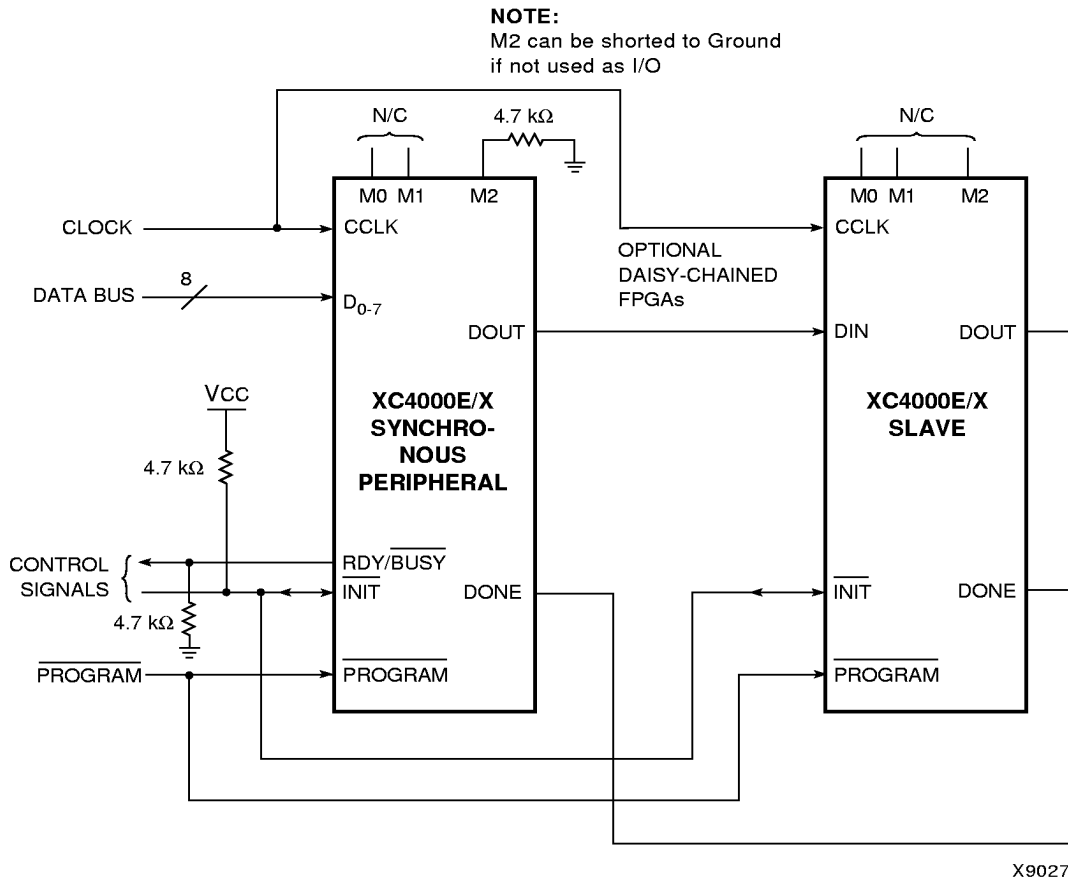 NOTE:
M2 can be shorted to Ground
if not used as I/O
N/C
4.7 kΩ
N/C
M0 M1 M2
M0 M1 M2
CLOCK
CCLK
CCLK
OPTIONAL
DAISY-CHAINED
FPGAs
DATA BUS
8
D0-7
DOUT
DIN
DOUT
VCC
4.7 kΩ
XC4000E/X
SYNCHRO-
NOUS
PERIPHERAL
XC4000E/X
SLAVE
CONTROL
SIGNALS
RDY/BUSY
INIT
DONE
INIT
DONE
4.7 kΩ
PROGRAM
PROGRAM
PROGRAM
X9027